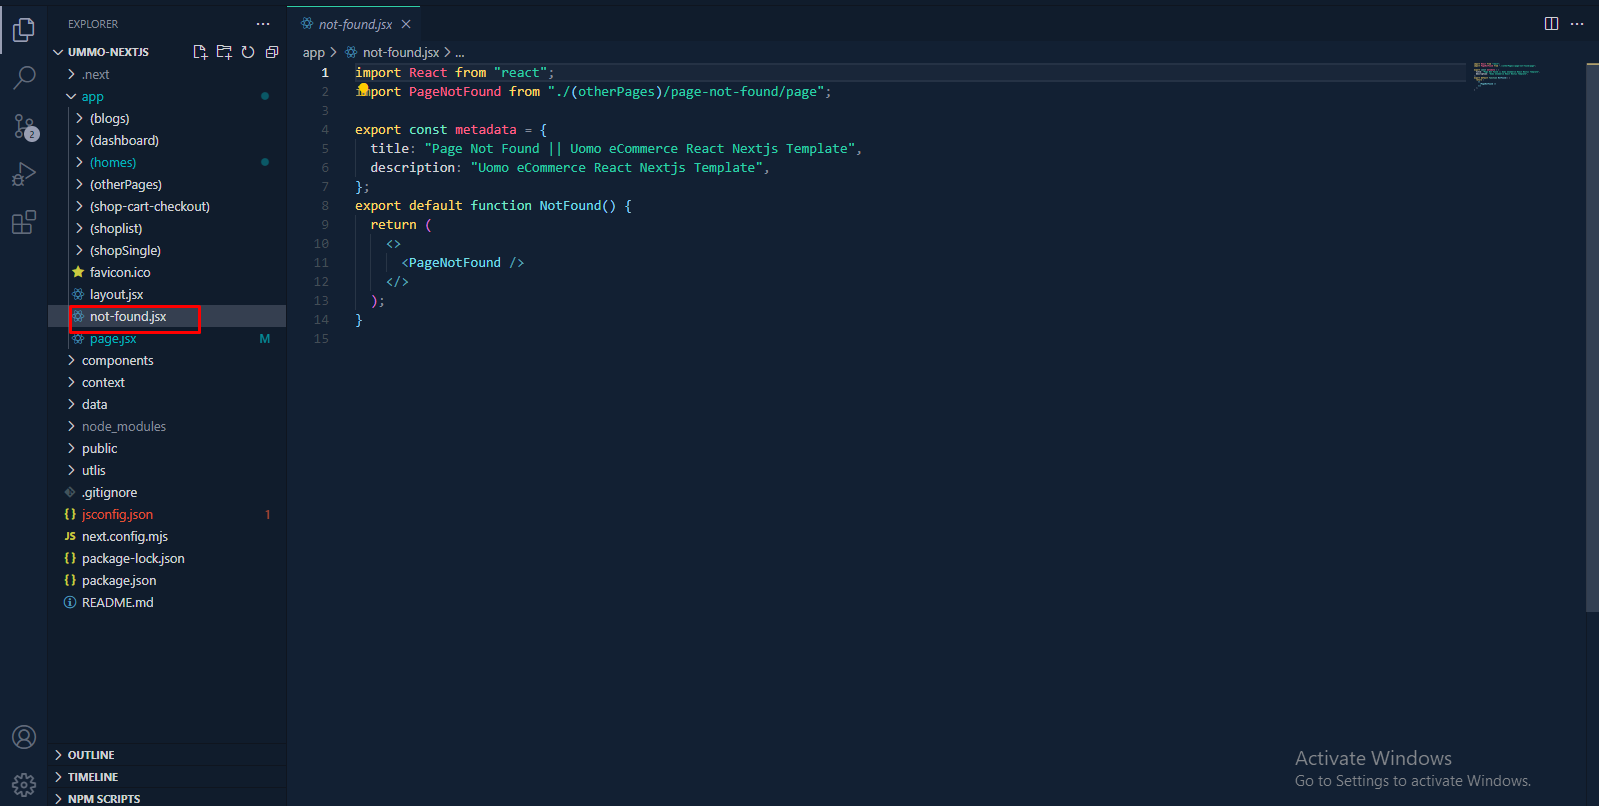 EXPLORER
UMMO-NEXTJS
.next
app
(blogs)
(dashboard)
(homes)
(otherPages)
(shop-cart-checkout)
(shoplist)
(shopSingle)
favicon.ico
layout.jsx
not-found.jsx
page.jsx M
components
context
data
node_modules
public
utlis
.gitignore
{} jsconfig.json 1
JS next.config.mjs
{} package-lock.json
{} package.json
README.md
OUTLINE
TIMELINE
NPM SCRIPTS
2
not-found.jsx
app > not-found.jsx > ...
1 import React from "react";
2 import PageNotFound from "./(otherPages)/page-not-found/page";
3
4 export const metadata = {
5 title: "Page Not Found || Uomo eCommerce React Nextjs Template",
6 description: "Uomo eCommerce React Nextjs Template",
7 };
8 export default function NotFound() {
9 return (
10 <>
11 <PageNotFound />
12 </>
13 );
14 }
15
Activate Windows
Go to Settings to activate Windows.